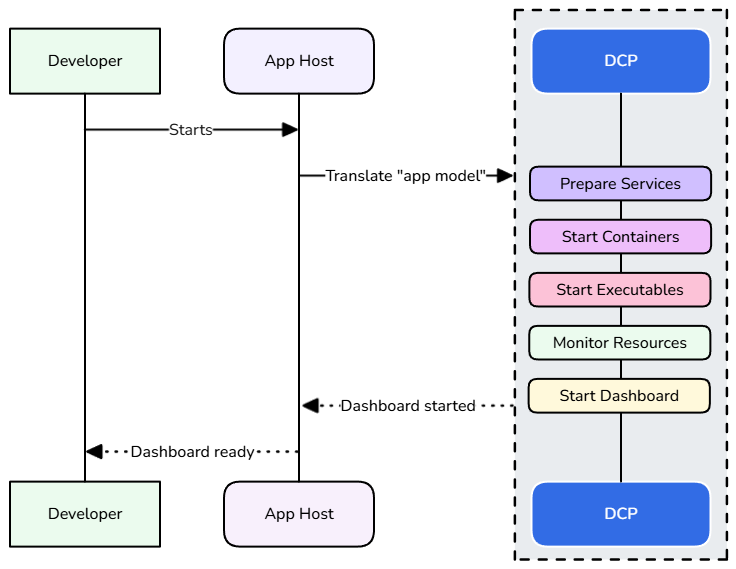 Developer
App Host
DCP
Starts
Translate "app model"
Prepare Services
Start Containers
Start Executables
Monitor Resources
Start Dashboard
Dashboard started
Dashboard ready
Developer
App Host
DCP